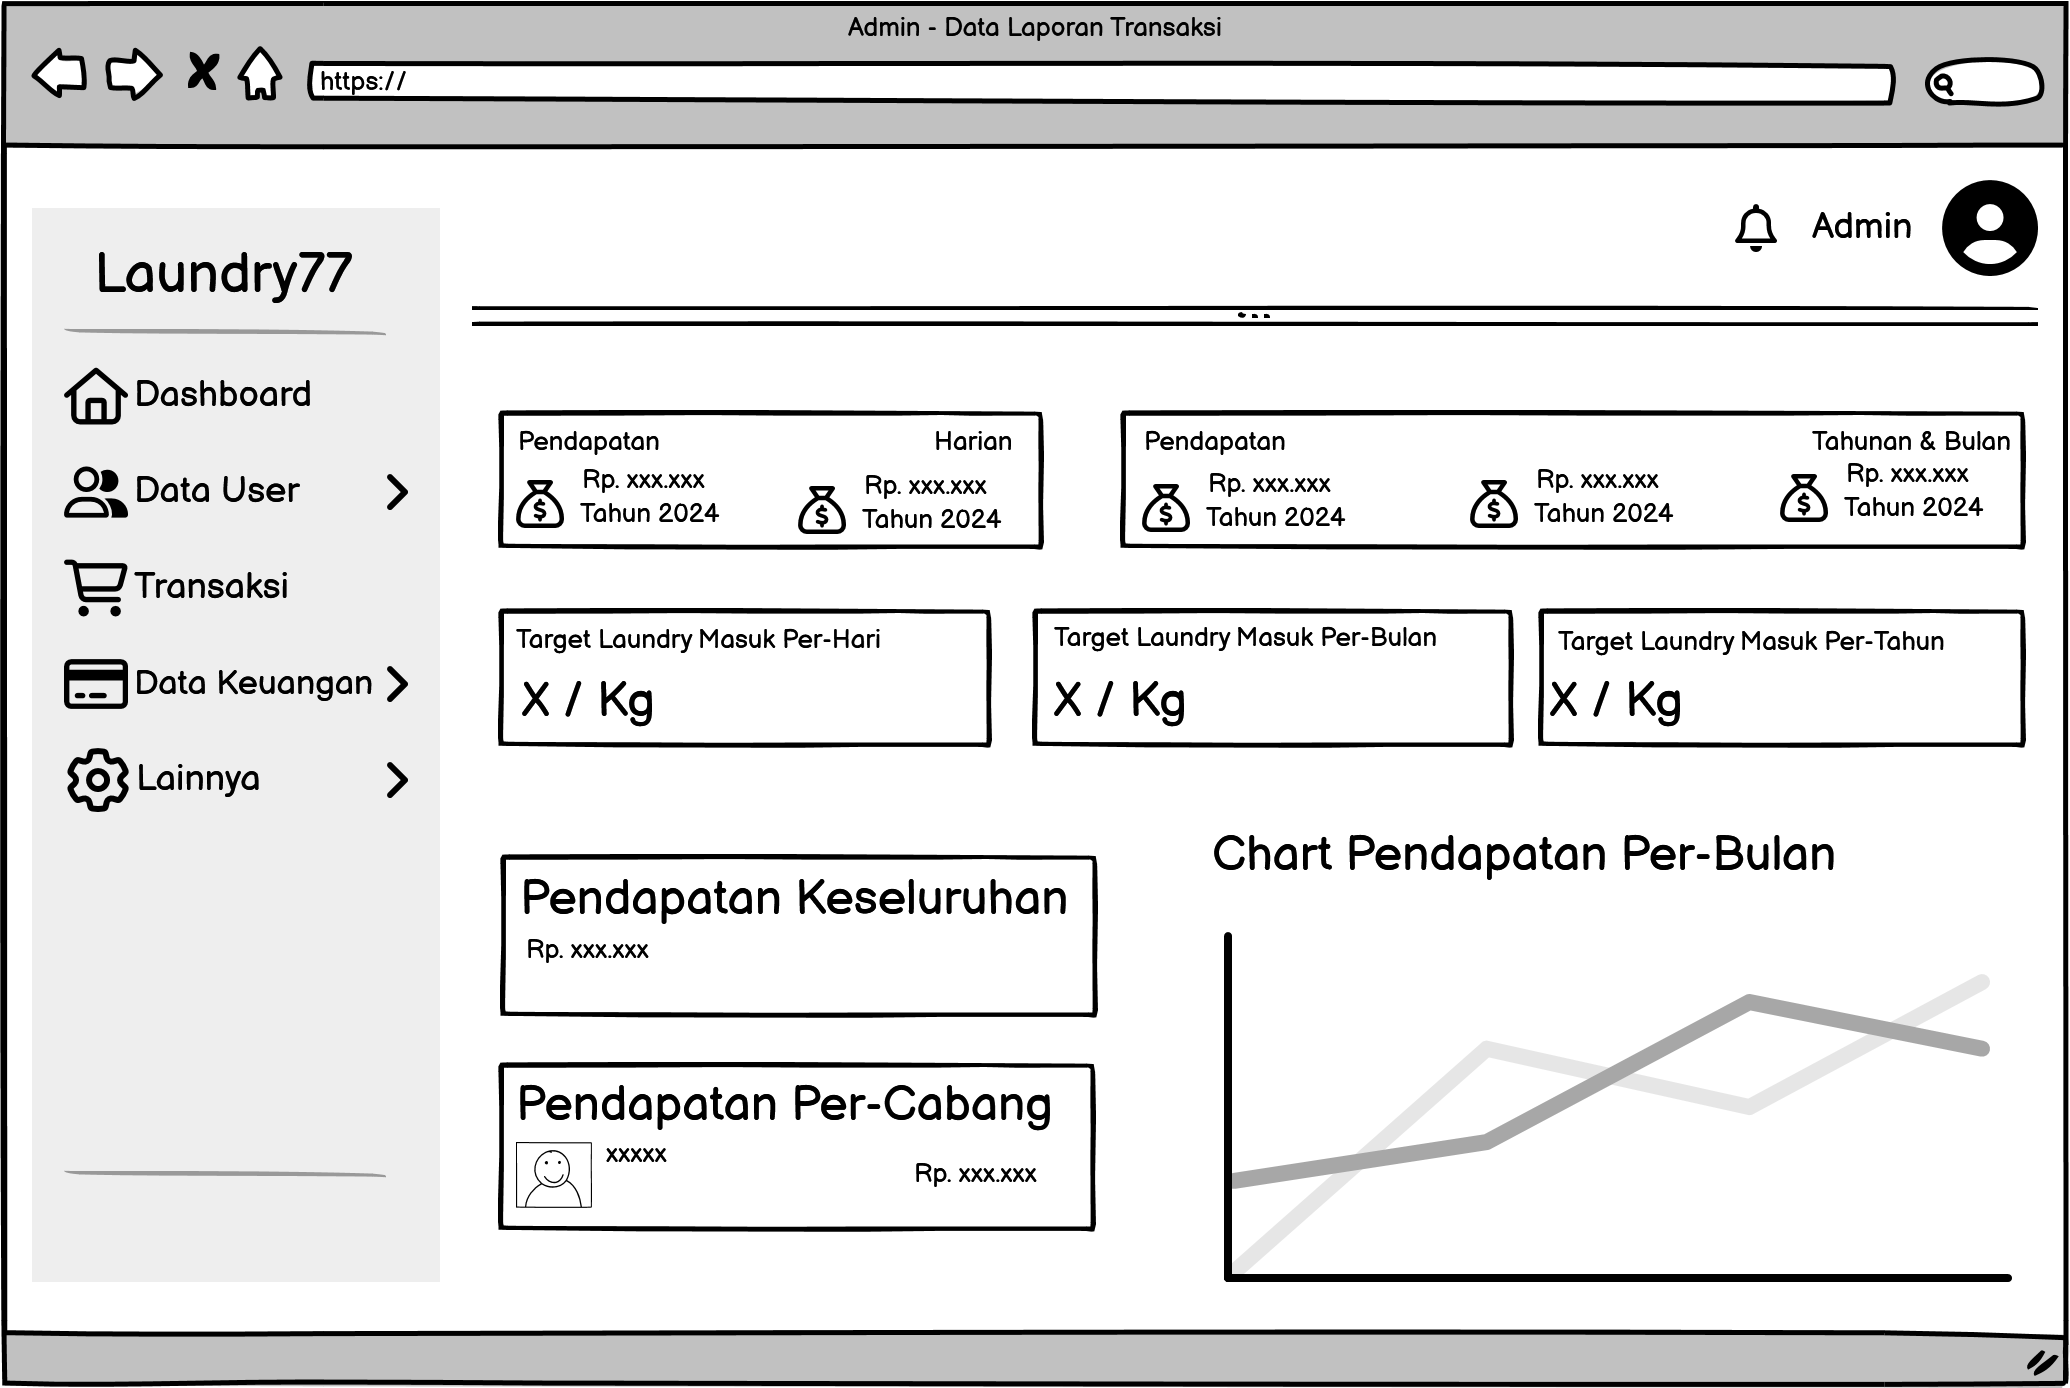 Admin - Data Laporan Transaksi
https://
Admin
Laundry77
Dashboard
Data User
Transaksi
Data Keuangan
Lainnya
Pendapatan Harian
Rp. xxx.xxx
Tahun 2024
Rp. xxx.xxx
Tahun 2024
Pendapatan Tahunan & Bulan
Rp. xxx.xxx
Tahun 2024
Rp. xxx.xxx
Tahun 2024
Rp. xxx.xxx
Tahun 2024
Target Laundry Masuk Per-Hari
X / Kg
Target Laundry Masuk Per-Bulan
X / Kg
Target Laundry Masuk Per-Tahun
X / Kg
Pendapatan Keseluruhan
Rp. xxx.xxx
Pendapatan Per-Cabang
xxxxx
Rp. xxx.xxx
Chart Pendapatan Per-Bulan